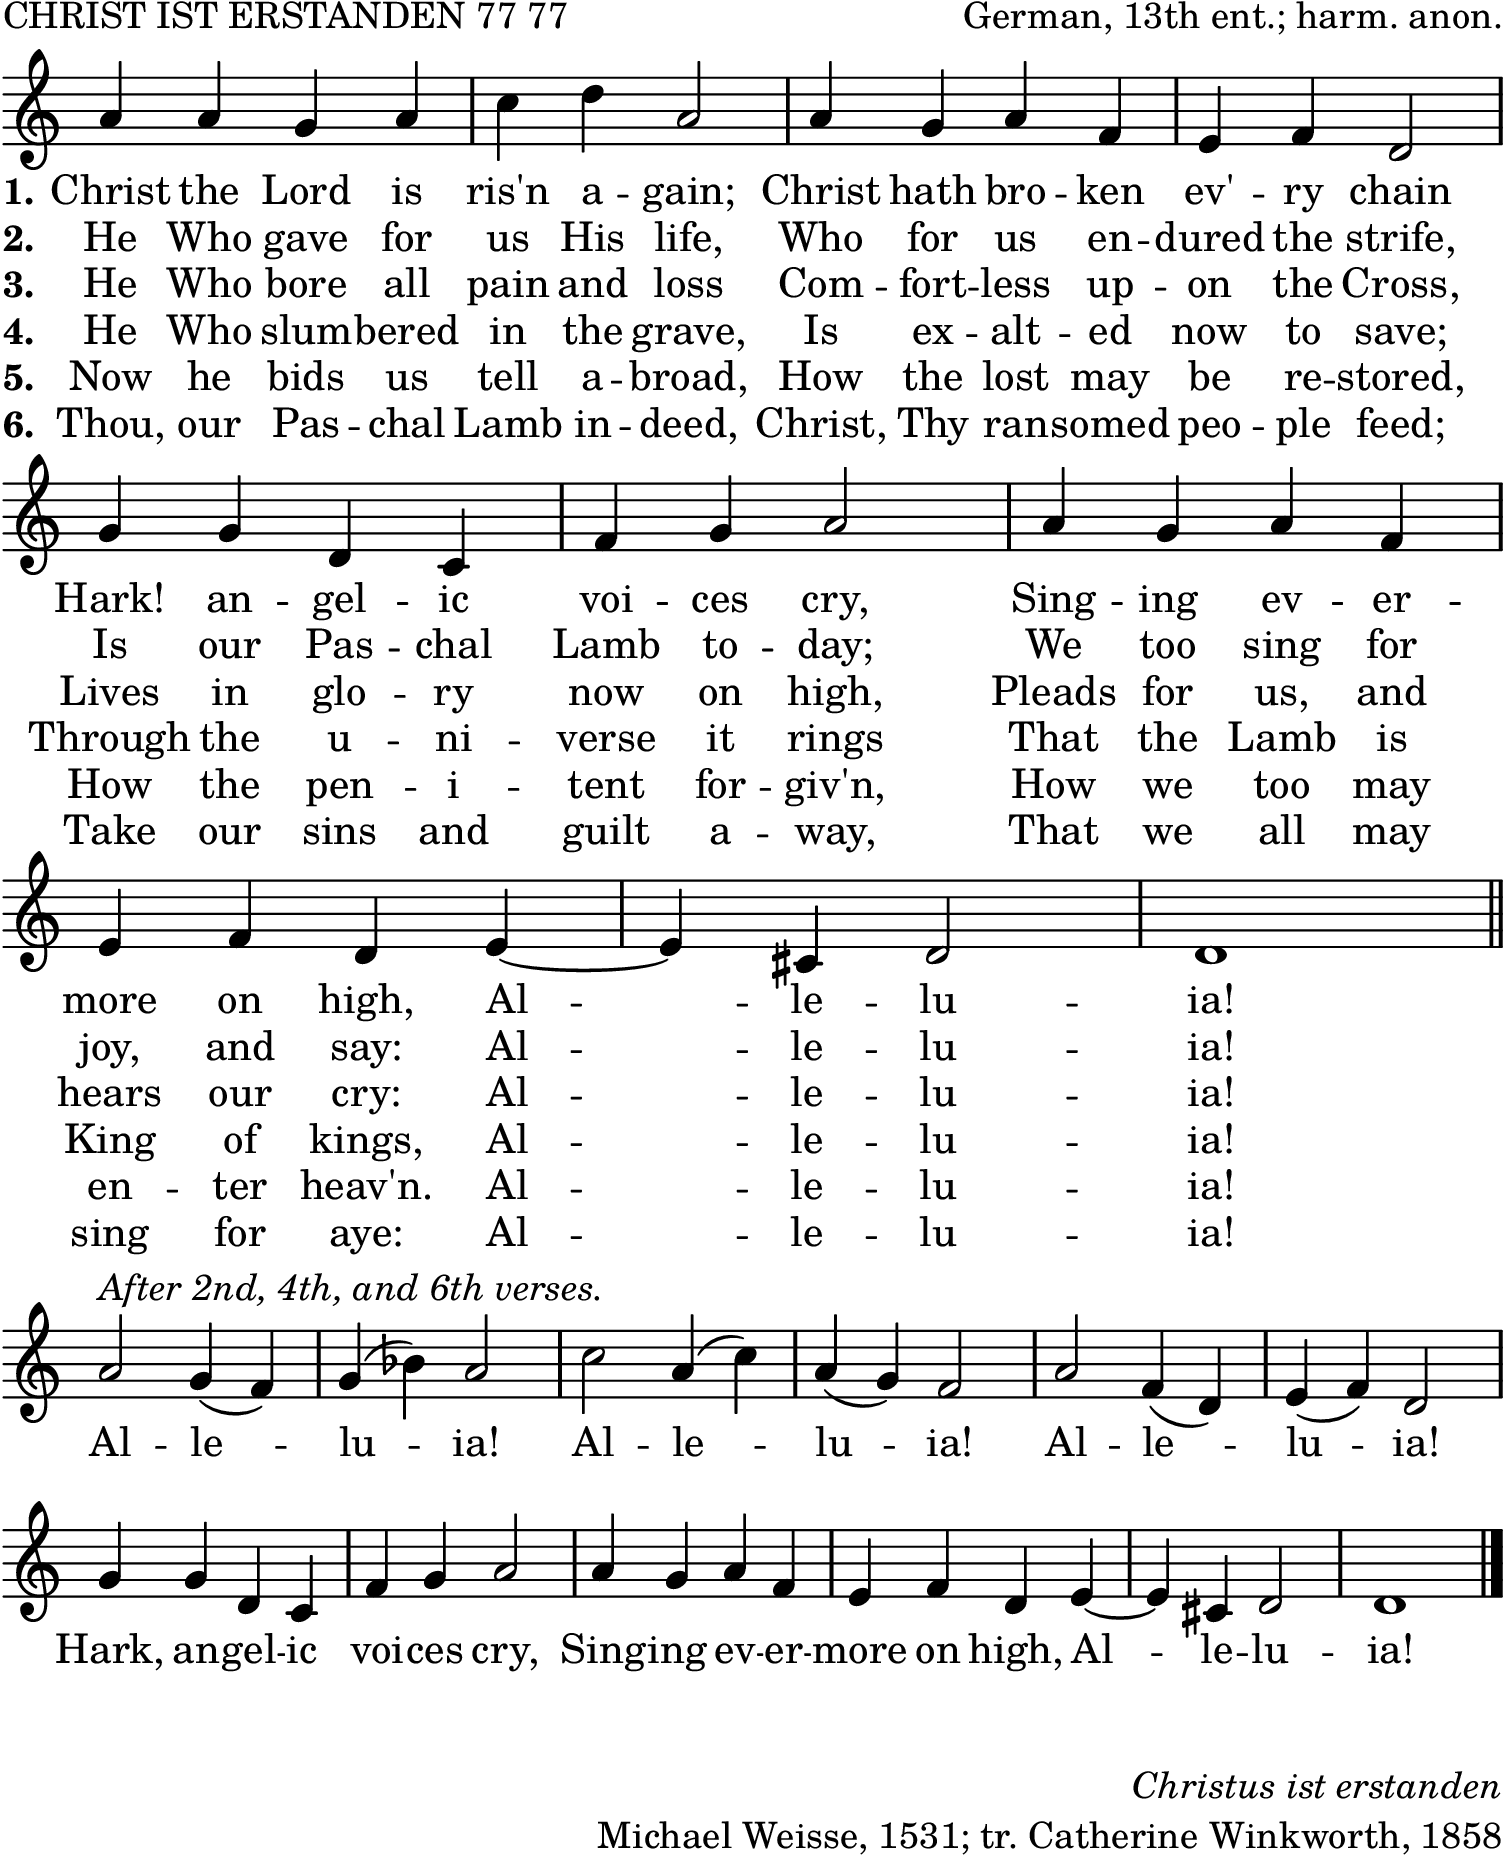 CHRIST IST ERSTANDEN 77 77 German, 13th ent.; harm. anon.
1. Christ the Lord is ris'n a -- gain; Christ hath bro -- ken ev' -- ry chain
2. He Who gave for us His life, Who for us en -- dured the strife,
3. He Who bore all pain and loss Com -- fort -- less up -- on the Cross,
4. He Who slumbered in the grave, Is ex -- alt -- ed now to save;
5. Now he bids us tell a -- broad, How the lost may be re -- stored,
6. Thou, our Pas -- chal Lamb in -- deed, Christ, Thy ransomed peo -- ple feed;
Hark! an -- gel -- ic voi -- ces cry, Sing -- ing ev -- er --
Is our Pas -- chal Lamb to -- day; We too sing for
Lives in glo -- ry now on high, Pleads for us, and
Through the u -- ni -- verse it rings That the Lamb is
How the pen -- i -- tent for -- giv'n, How we too may
Take our sins and guilt a -- way, That we all may
more on high, Al -- -- le -- lu -- ia!
joy, and say: Al -- -- le -- lu -- ia!
hears our cry: Al -- -- le -- lu -- ia!
King of kings, Al -- -- le -- lu -- ia!
en -- ter heav'n. Al -- -- le -- lu -- ia!
sing for aye: Al -- -- le -- lu -- ia!
After 2nd, 4th, and 6th verses.
Al -- le -- lu -- ia! Al -- le -- lu -- ia! Al -- le -- lu -- ia!
Hark, angel -- ic voices cry, Singing ev -- er -- more on high, Al -- le -- lu -- ia!
Christus ist erstanden
Michael Weisse, 1531; tr. Catherine Winkworth, 1858